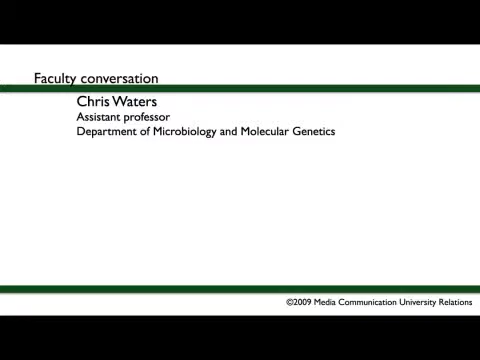 Faculty conversation
Chris Waters
Assistant professor
Department of Microbiology and Molecular Genetics
©2009 Media Communication University Relations